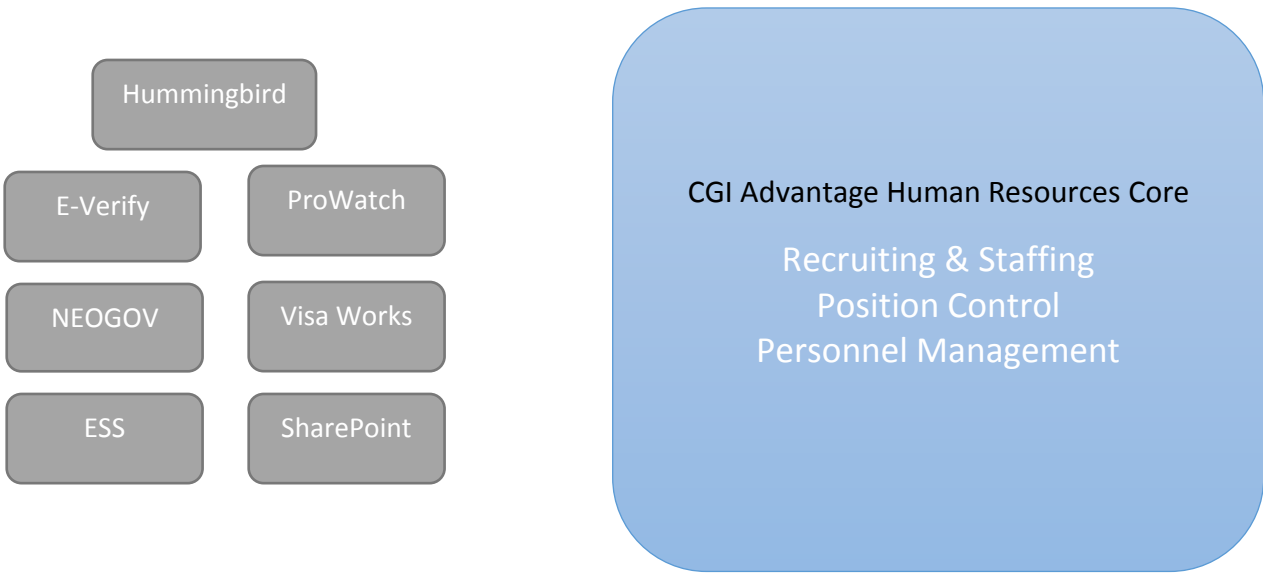 Hummingbird
E-Verify
ProWatch
NEOGOV
Visa Works
ESS
SharePoint
CGI Advantage Human Resources Core
Recruiting & Staffing
Position Control
Personnel Management